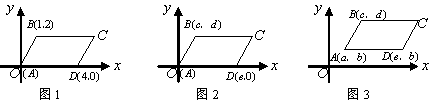 y
B(1.2)
C
O(A)
D(4.0)
x
图1
y
B(c. d)
C
O(A)
D(e.0)
x
图2
y
B(c. d)
C
A(a. b)
D(e. b)
O
x
图3